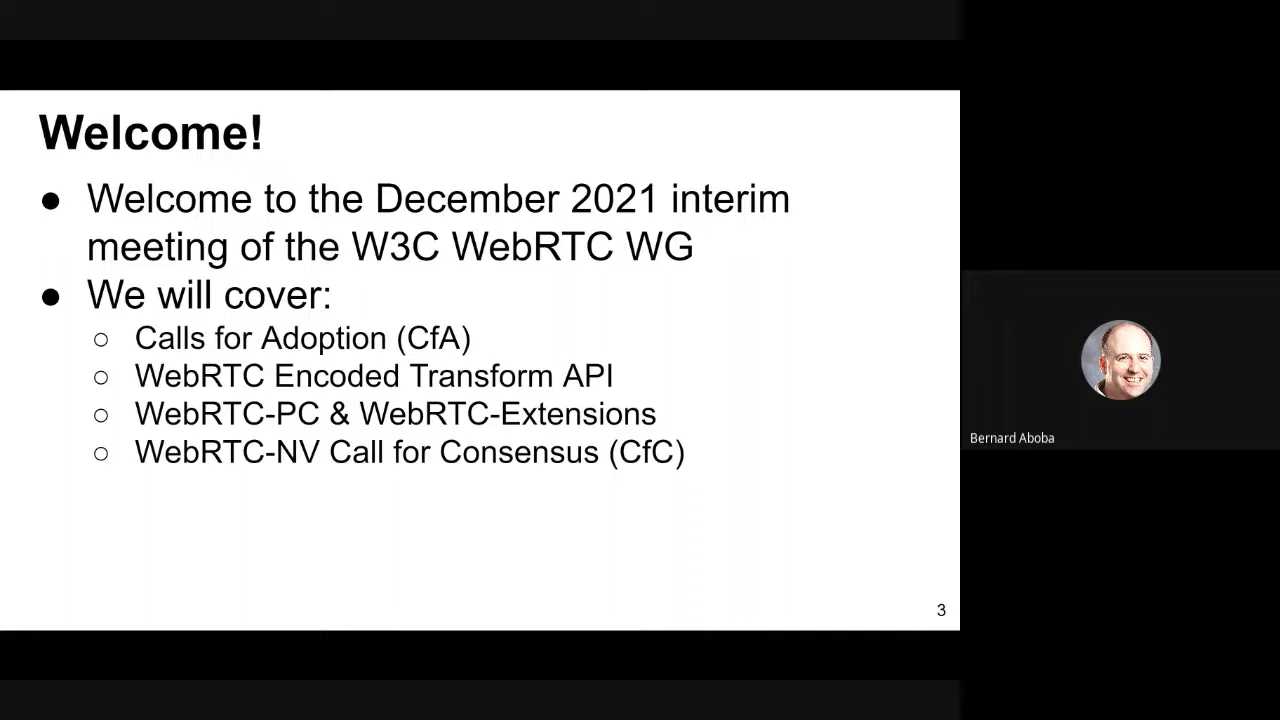 Welcome!
● Welcome to the December 2021 interim
meeting of the W3C WebRTC WG
● We will cover:
○ Calls for Adoption (CfA)
○ WebRTC Encoded Transform API
○ WebRTC-PC & WebRTC-Extensions
○ WebRTC-NV Call for Consensus (CfC)
3
Bernard Aboba